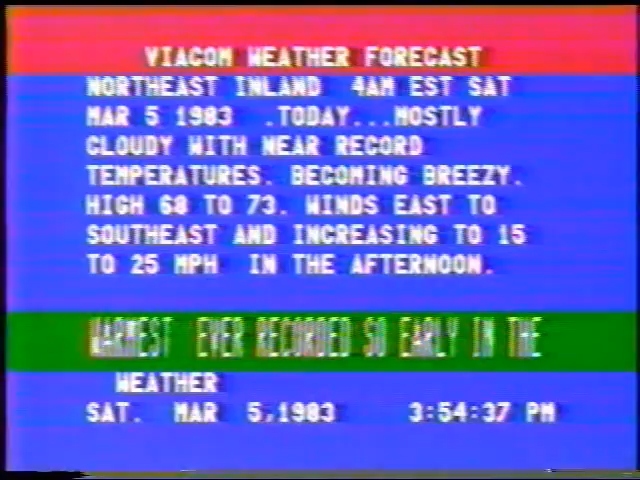 VIACOM WEATHER FORECAST
NORTHEAST INLAND 4AM EST SAT
MAR 5 1983 .TODAY...MOSTLY
CLOUDY WITH NEAR RECORD
TEMPERATURES. BECOMING BREEZY.
HIGH 68 TO 73. WINDS EAST TO
SOUTHEAST AND INCREASING TO 15
TO 25 MPH IN THE AFTERNOON.
WARMEST EVER RECORDED SO EARLY IN THE
WEATHER
SAT. MAR 5,1983 3:54:37 PM